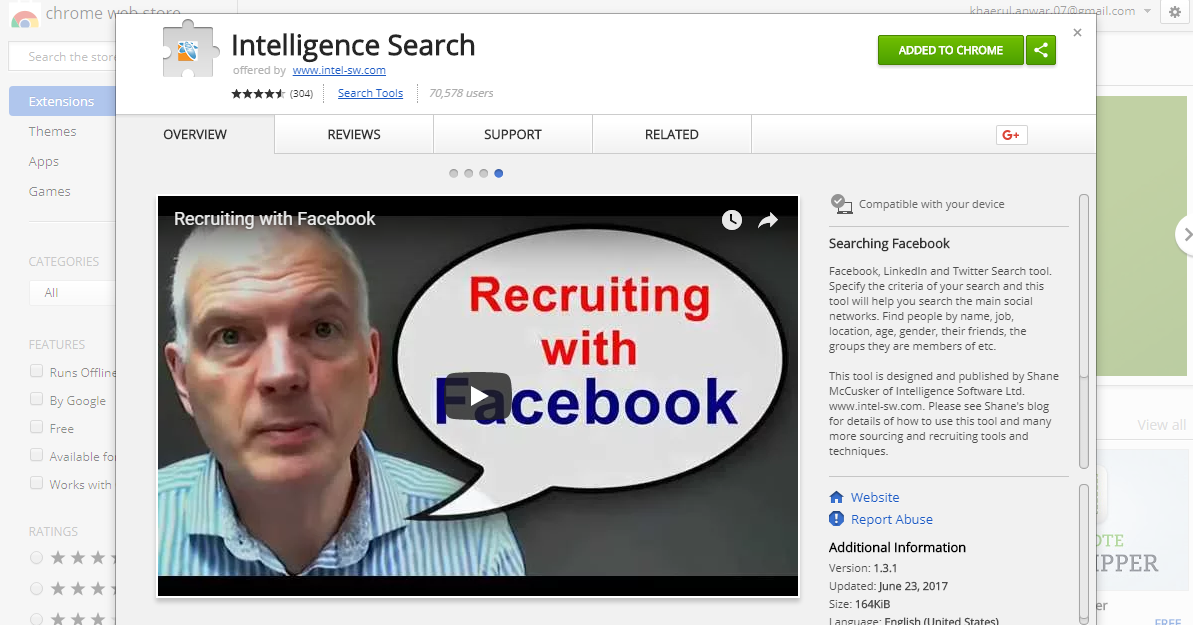 chrome web store
khaerul.anwar.07@gmail.com
Search the store
Extensions
Themes
Apps
Games
CATEGORIES
All
FEATURES
Runs Offline
By Google
Free
Available for
Works with
RATINGS
Intelligence Search
offered by www.intel-sw.com
(304)
Search Tools
70,578 users
ADDED TO CHROME
OVERVIEW
REVIEWS
SUPPORT
RELATED
G+
Recruiting with Facebook
Recruiting
with
Facebook
Compatible with your device
Searching Facebook
Facebook, LinkedIn and Twitter Search tool.
Specify the criteria of your search and this
tool will help you search the main social
networks. Find people by name, job,
location, age, gender, their friends, the
groups they are members of etc.
This tool is designed and published by Shane
McCusker of Intelligence Software Ltd.
www.intel-sw.com. Please see Shane's blog
for details of how to use this tool and many
more sourcing and recruiting tools and
techniques.
Website
Report Abuse
Additional Information
Version: 1.3.1
Updated: June 23, 2017
Size: 164KiB
Language: English (United States)
View all
OTE
IPPER
er
FREE